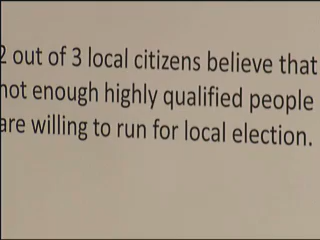 2 out of 3 local citizens believe that
not enough highly qualified people
are willing to run for local election.